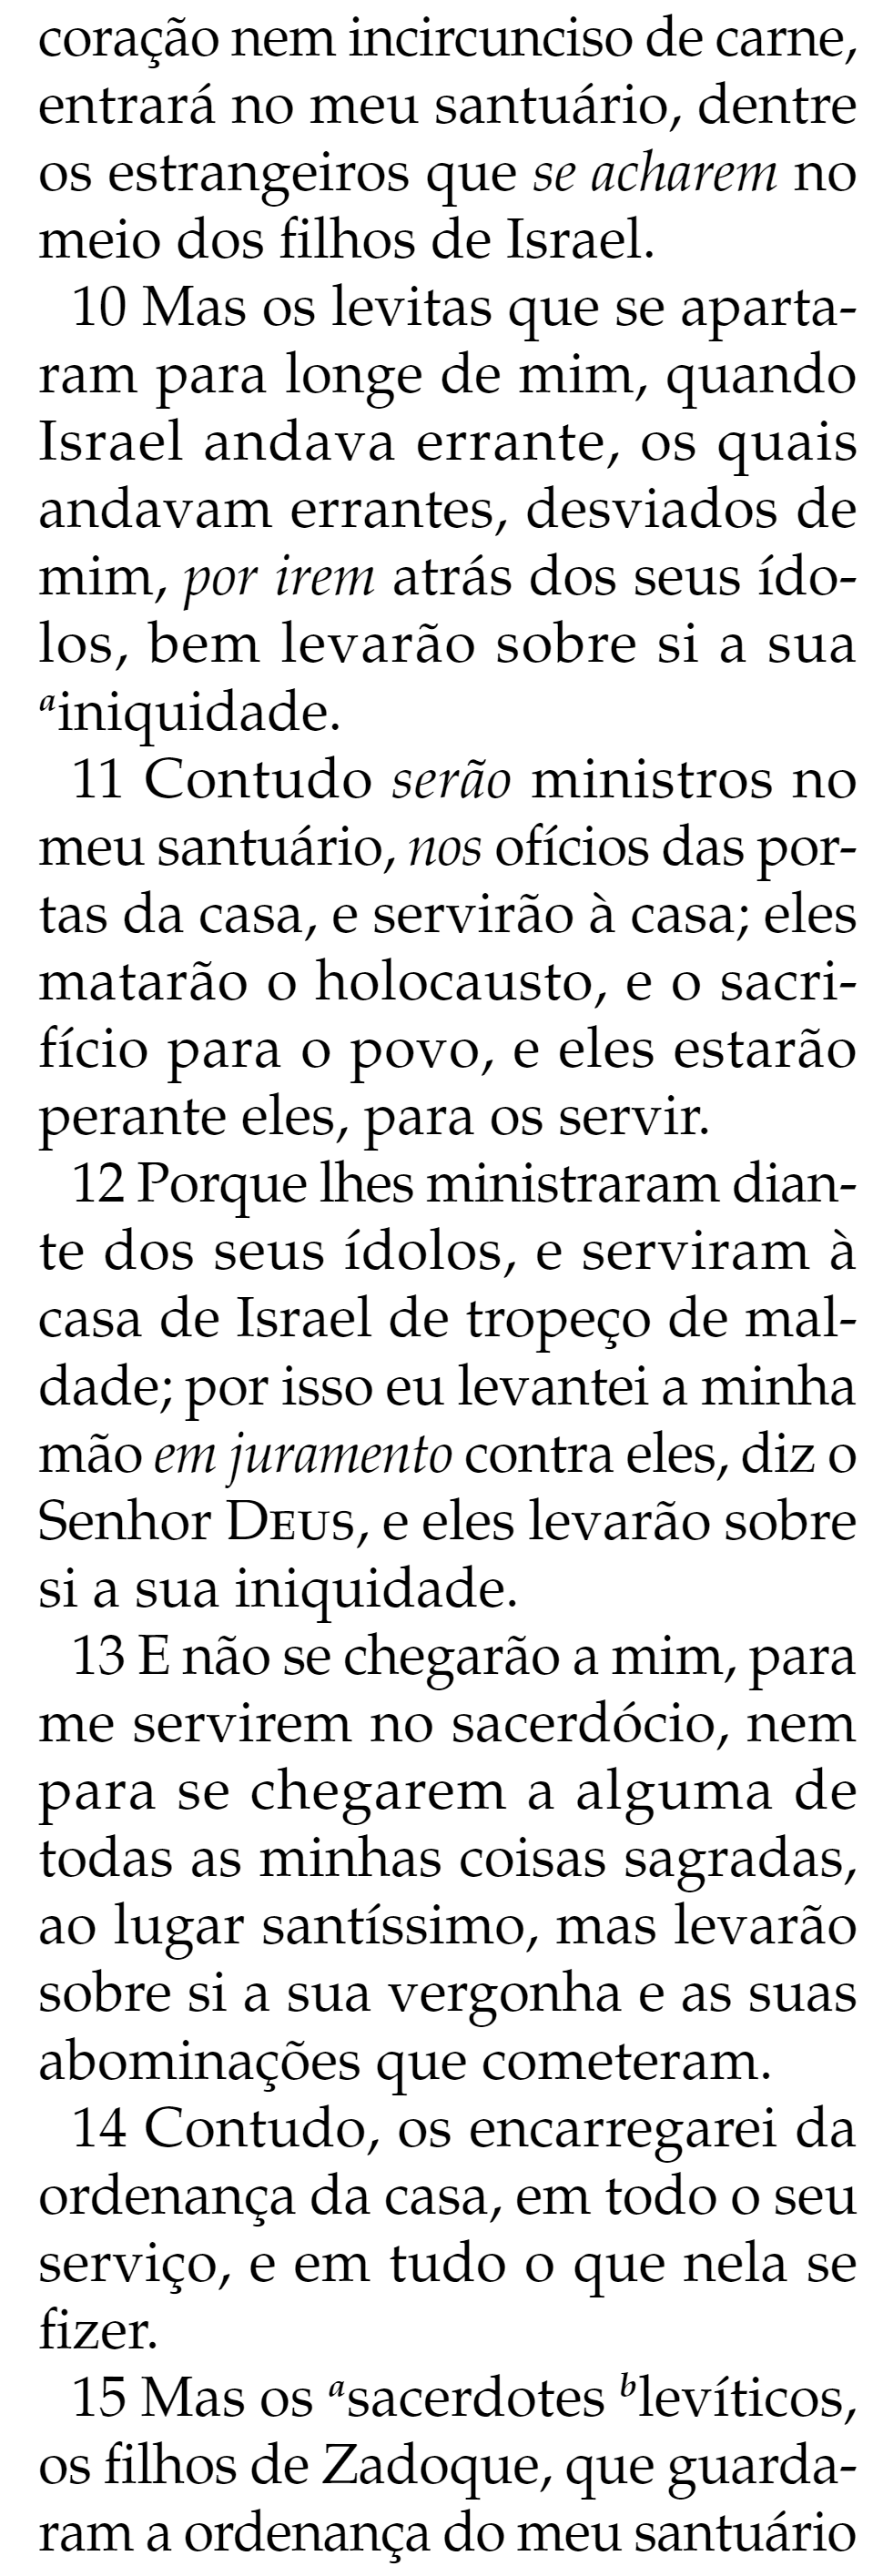 coração nem incircunciso de carne,
entrará no meu santuário, dentre
os estrangeiros que se acharem no
meio dos filhos de Israel.
10 Mas os levitas que se aparta-
ram para longe de mim, quando
Israel andava errante, os quais
andavam errantes, desviados de
mim, por irem atrás dos seus ído-
los, bem levarão sobre si a sua
ᵃiniquidade.
11 Contudo serão ministros no
meu santuário, nos ofícios das por-
tas da casa, e servirão à casa; eles
matarão o holocausto, e o sacri-
fício para o povo, e eles estarão
perante eles, para os servir.
12 Porque lhes ministraram dian-
te dos seus ídolos, e serviram à
casa de Israel de tropeço de mal-
dade; por isso eu levantei a minha
mão em juramento contra eles, diz o
Senhor DEUS, e eles levarão sobre
si a sua iniquidade.
13 E não se chegarão a mim, para
me servirem no sacerdócio, nem
para se chegarem a alguma de
todas as minhas coisas sagradas,
ao lugar santíssimo, mas levarão
sobre si a sua vergonha e as suas
abominações que cometeram.
14 Contudo, os encarregarei da
ordenança da casa, em todo o seu
serviço, e em tudo o que nela se
fizer.
15 Mas os ᵃsacerdotes ᵇlevíticos,
os filhos de Zadoque, que guarda-
ram a ordenança do meu santuário